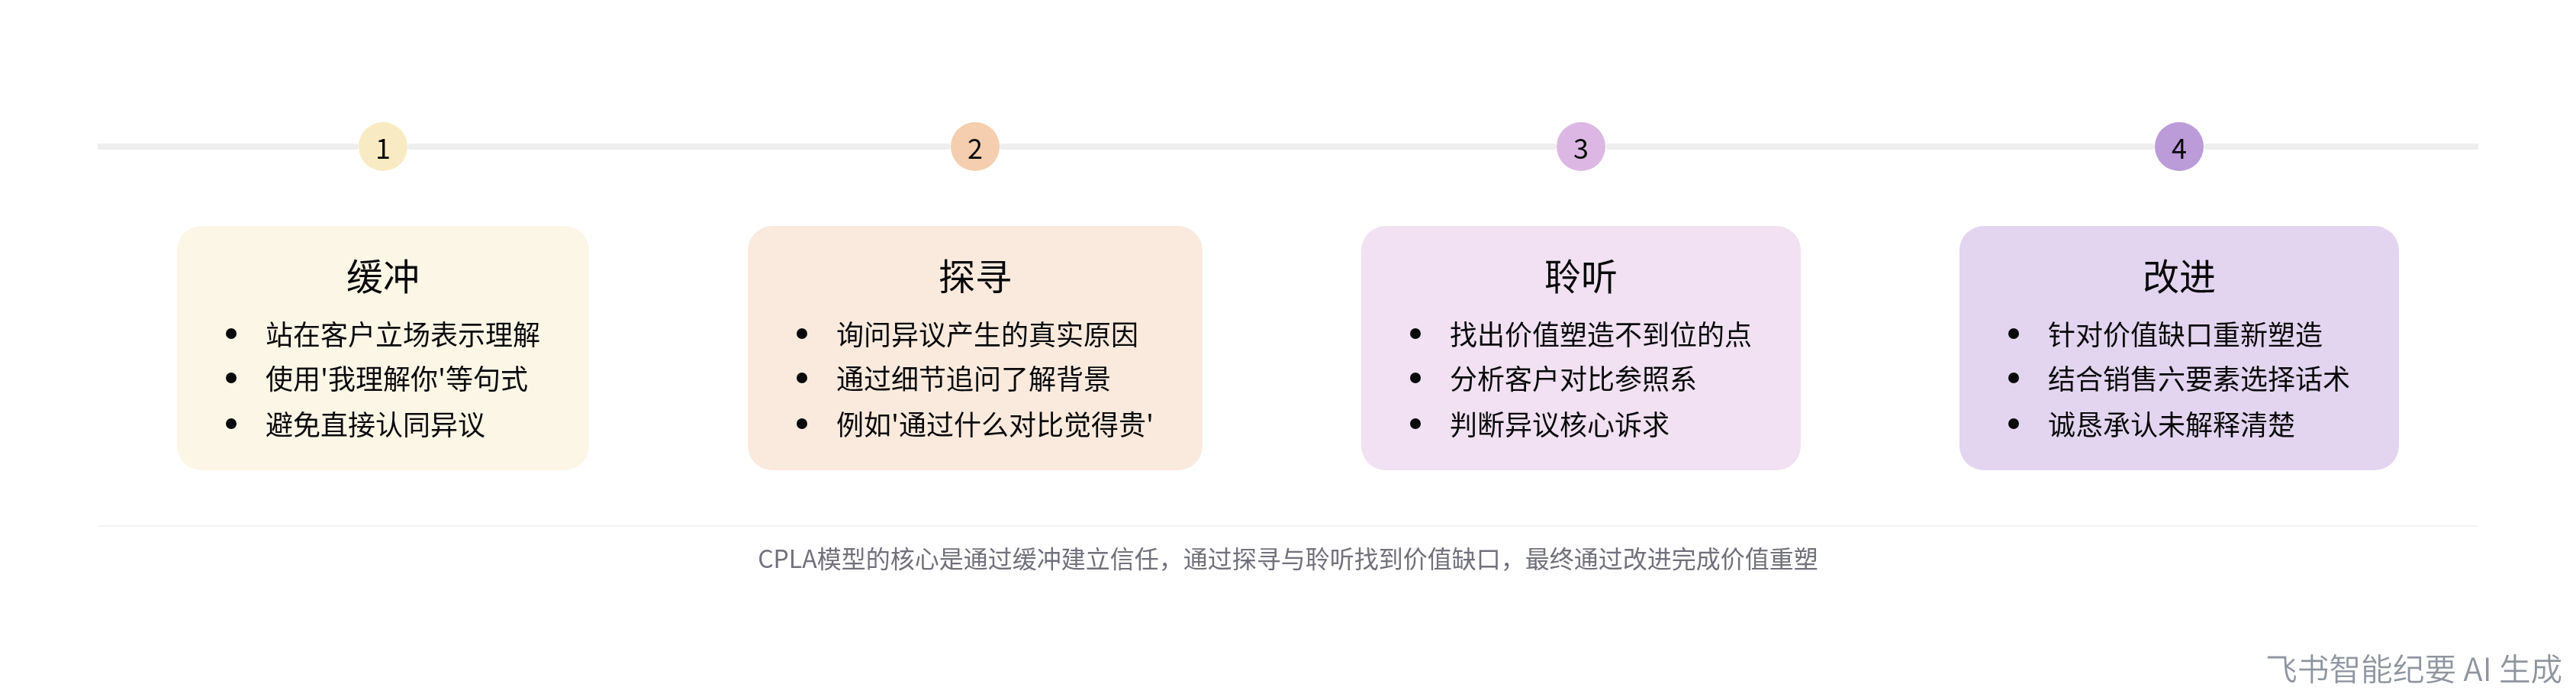 1
2
3
4
缓冲
• 站在客户立场表示理解
• 使用'我理解你'等句式
• 避免直接认同异议
探寻
• 询问异议产生的真实原因
• 通过细节追问了解背景
• 例如'通过什么对比觉得贵'
聆听
• 找出价值塑造不到位的点
• 分析客户对比参照系
• 判断异议核心诉求
改进
• 针对价值缺口重新塑造
• 结合销售六要素选择话术
• 诚恳承认未解释清楚
CPLA模型的核心是通过缓冲建立信任，通过探寻与聆听找到价值缺口，最终通过改进完成价值重塑
飞书智能纪要 AI 生成